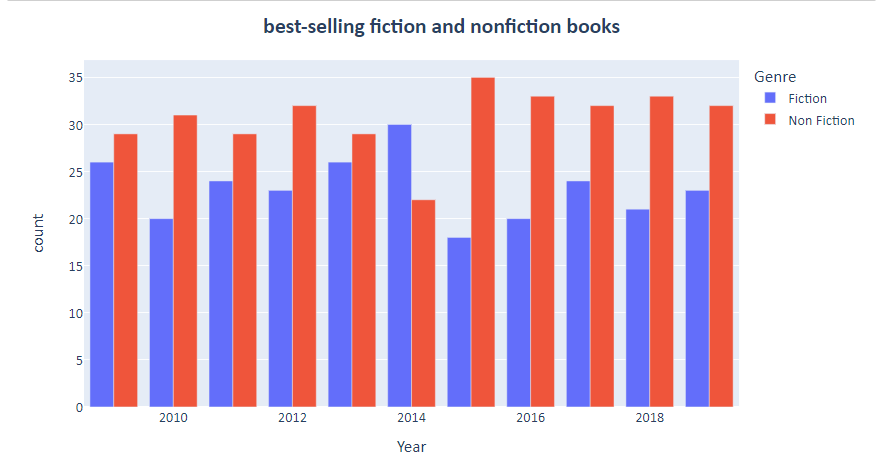 best-selling fiction and nonfiction books
35
30
25
20
15
10
5
0
count
2010
2012
2014
2016
2018
Year
Genre
Fiction
Non Fiction